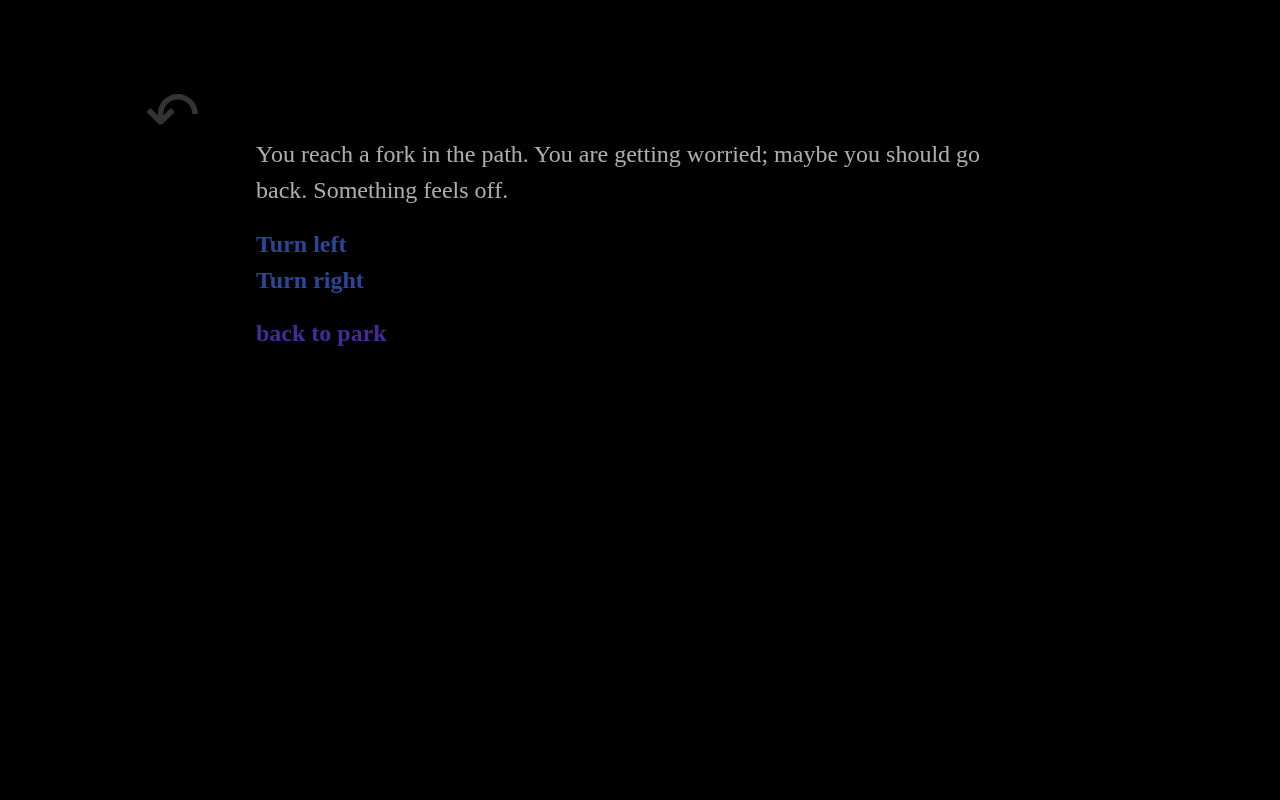 You reach a fork in the path. You are getting worried; maybe you should go
back. Something feels off.
Turn left
Turn right
back to park